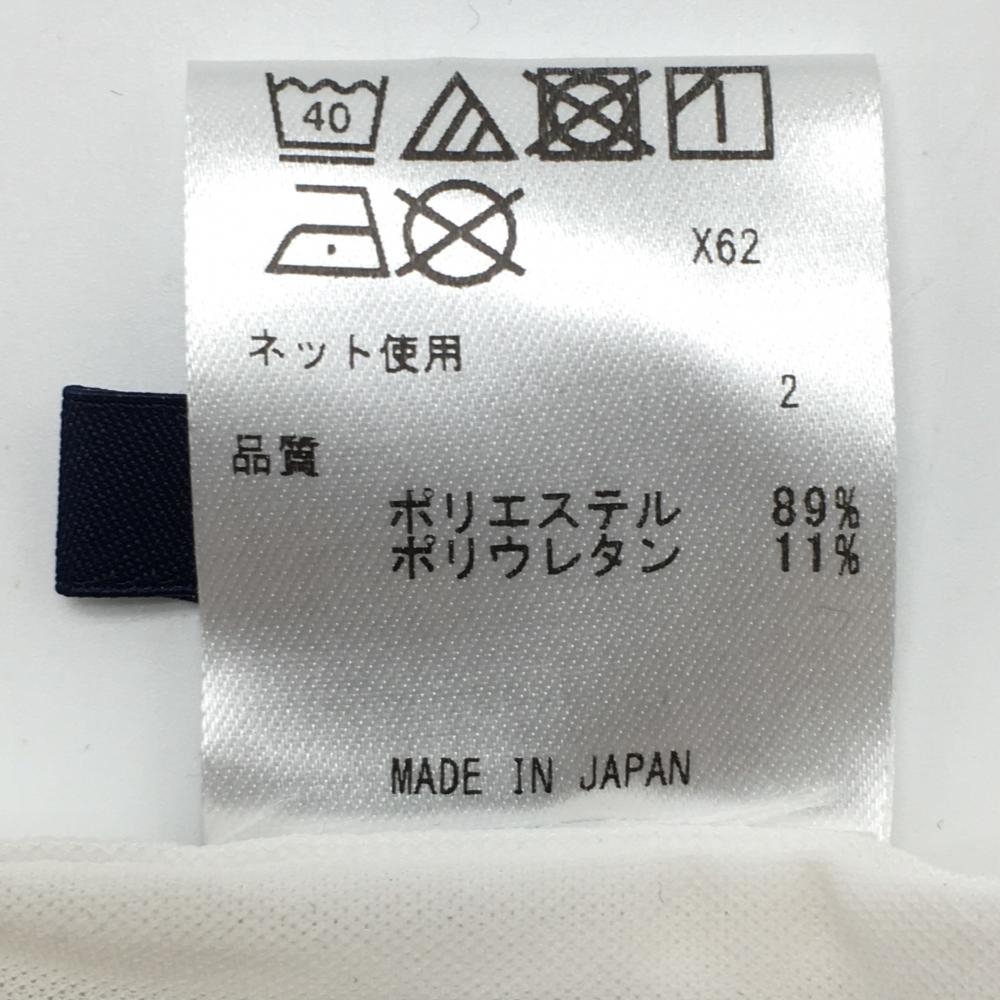 40
X62
ネット使用
2
品質
ポリエステル 89%
ポリウレタン 11%
MADE IN JAPAN